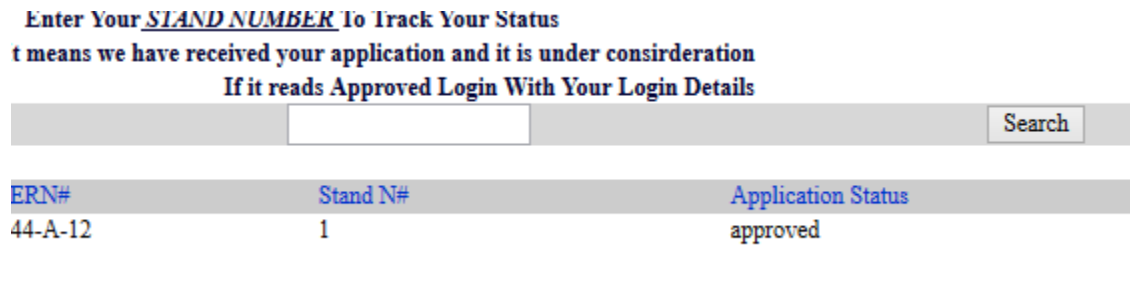 Enter Your STAND NUMBER To Track Your Status
t means we have received your application and it is under consirderation
If it reads Approved Login With Your Login Details
Search
ERN# Stand N# Application Status
44-A-12 1 approved